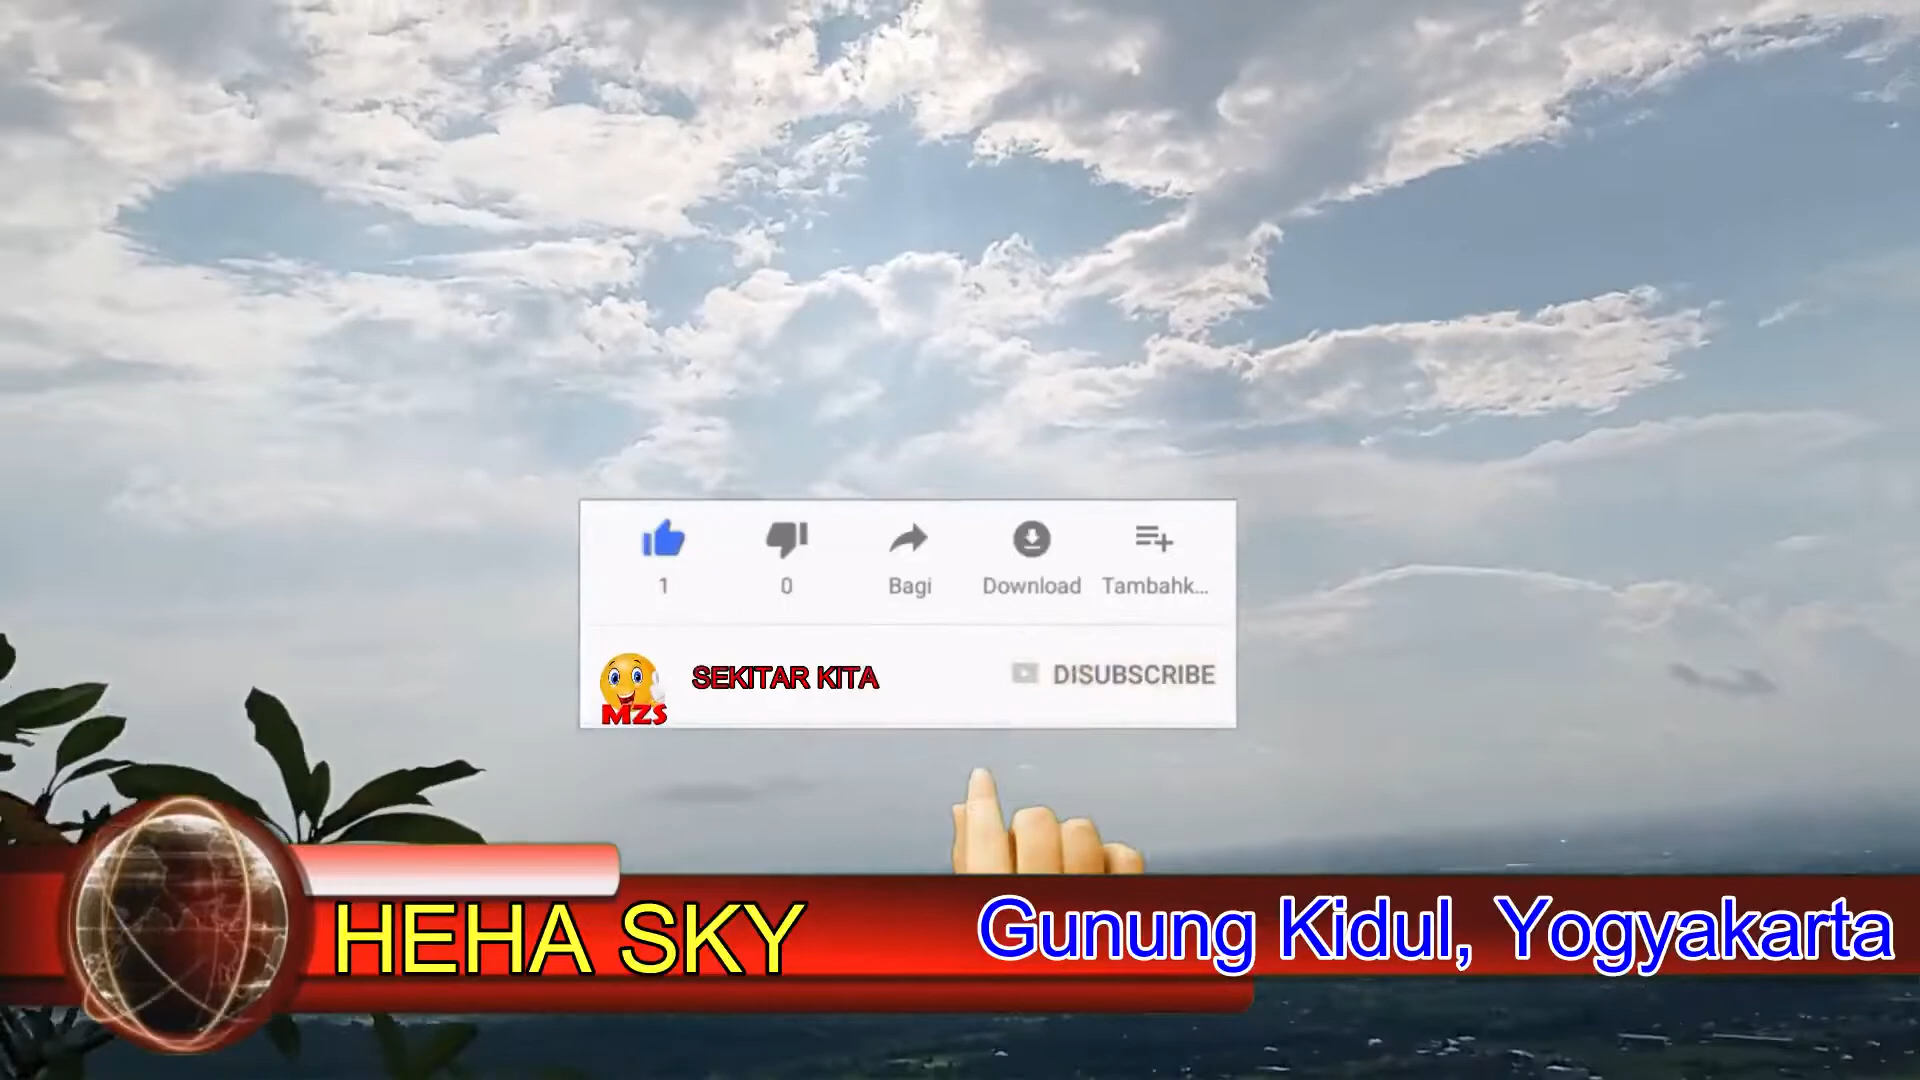 1
0
Bagi
Download
Tambahk...
SEKITAR KITA
DISUBSCRIBE
MZS
HEHA SKY
Gunung Kidul, Yogyakarta